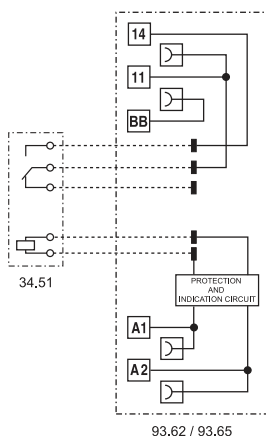 14
11
BB
34.51
PROTECTION
AND
INDICATION CIRCUIT
A1
A2
93.62 / 93.65